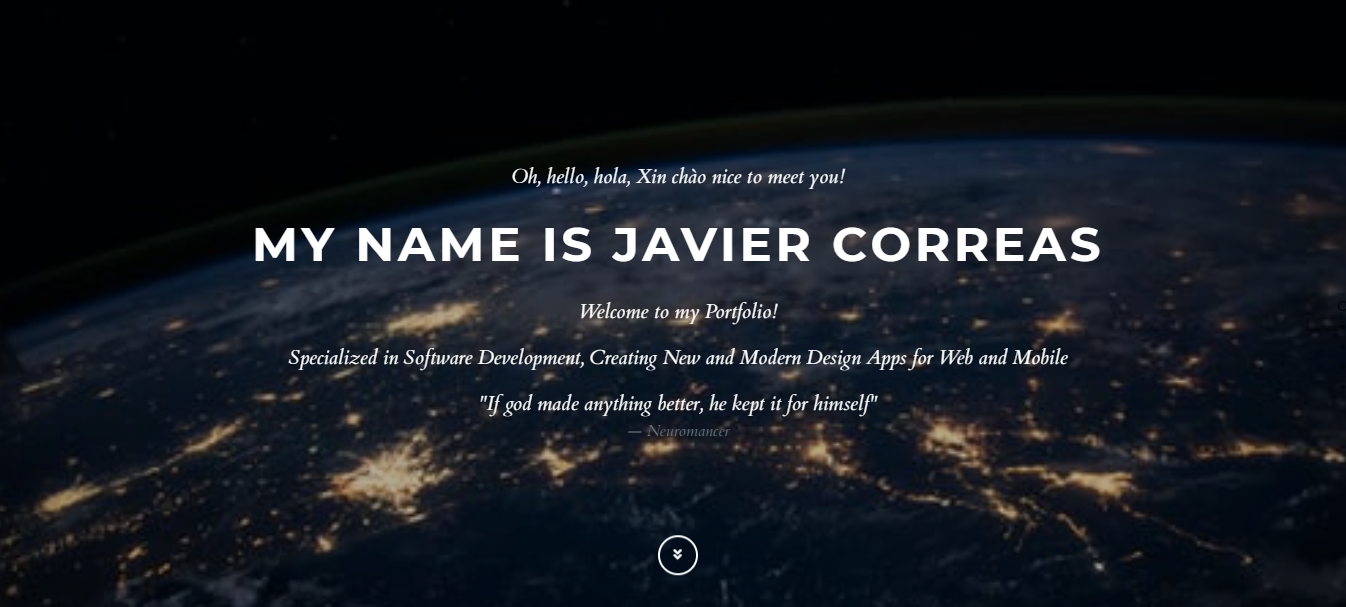 Oh, hello, hola, Xin chào nice to meet you!
MY NAME IS JAVIER CORREAS
Welcome to my Portfolio!
Specialized in Software Development, Creating New and Modern Design Apps for Web and Mobile
"If god made anything better, he kept it for himself"
— Neuromancer